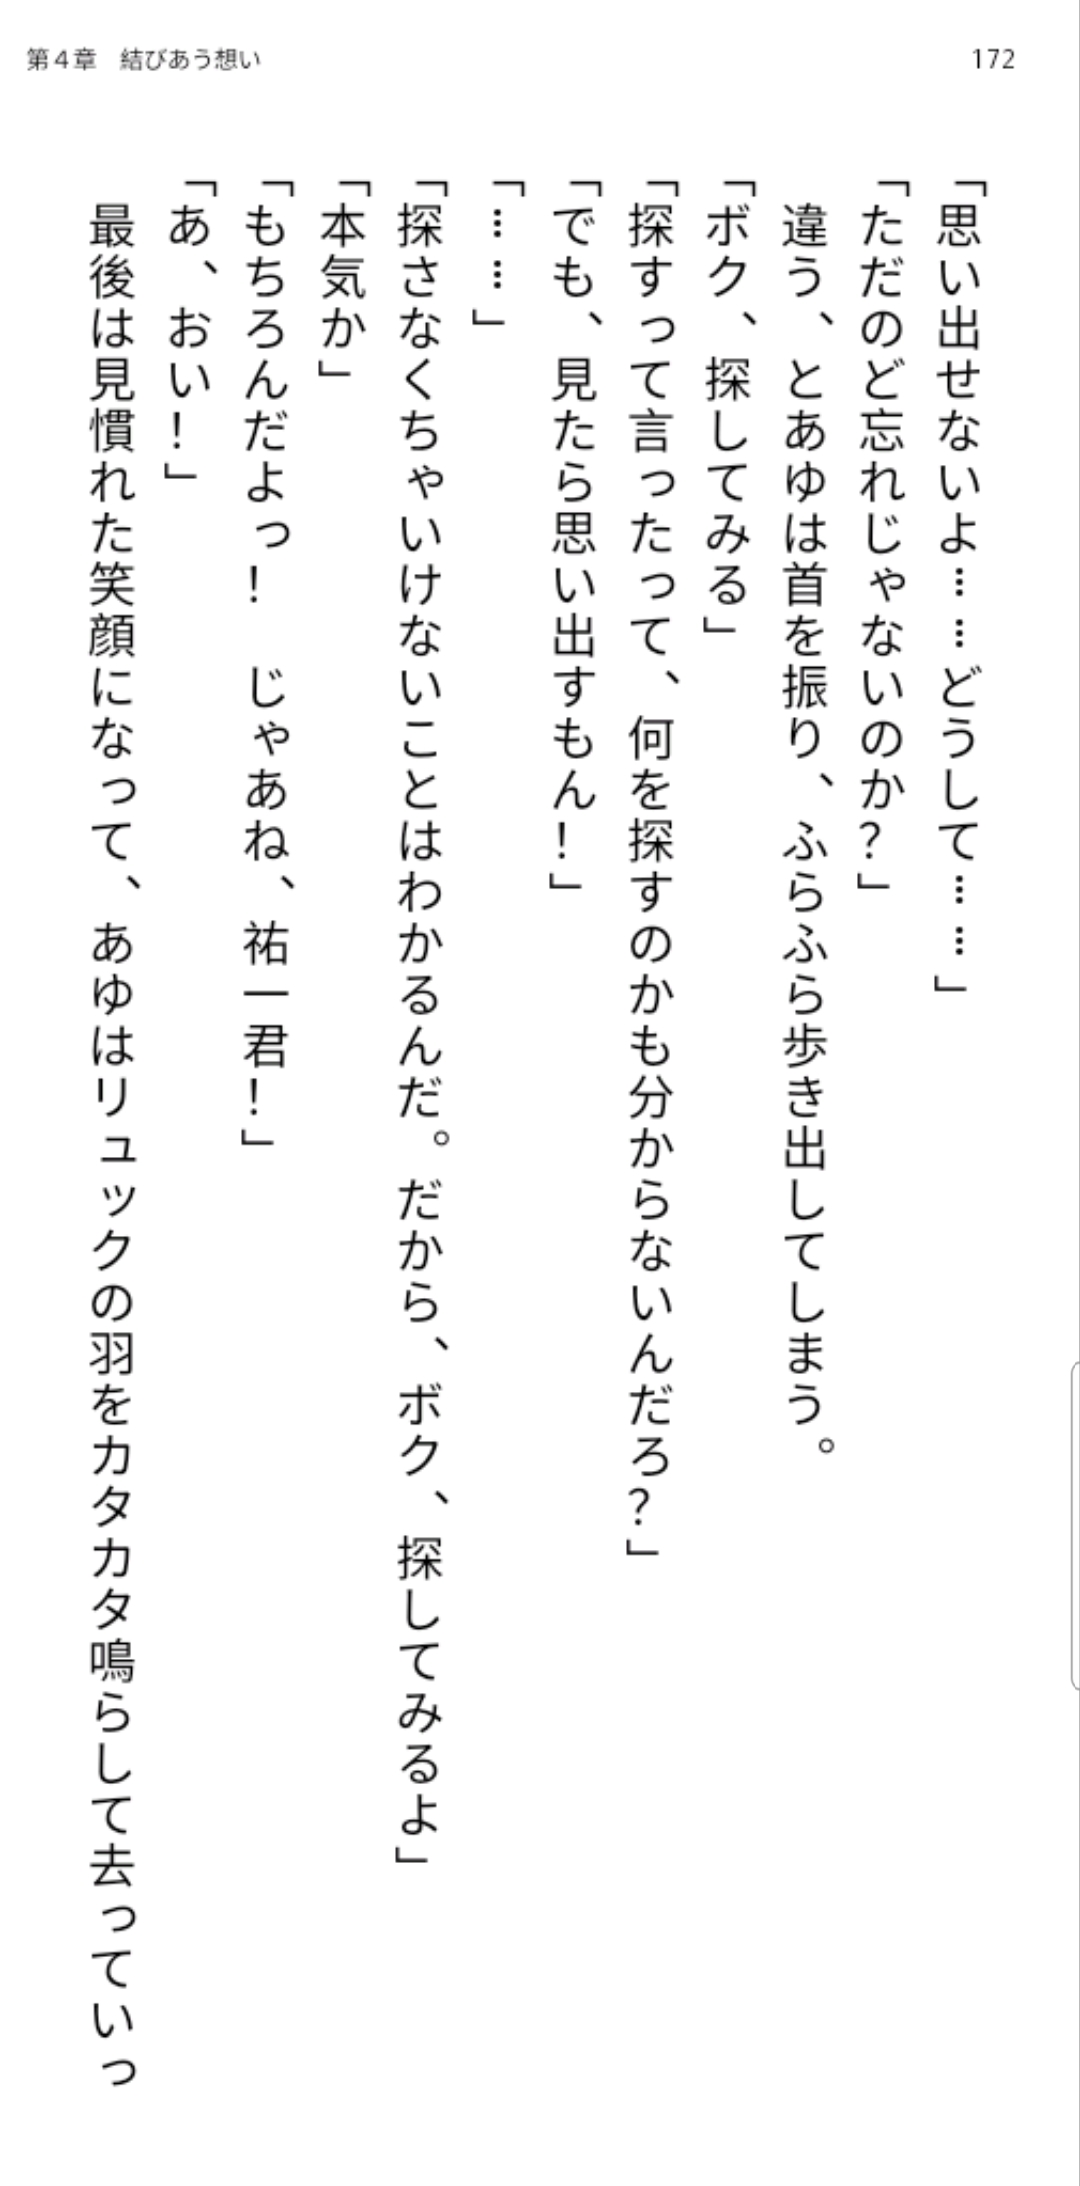 第４章　結びあう想い
172
「思い出せないよ……どうして……」
「ただのど忘れじゃないのか？」
　違う、とあゆは首を振り、ふらふら歩き出してしまう。
「ボク、探してみる」
「探すって言ったって、何を探すのかも分からないんだろ？」
「でも、見たら思い出すもん！」
「……」
「探さなくちゃいけないことはわかるんだ。だから、ボク、探してみるよ」
「本気か」
「もちろんだよっ！　じゃあね、祐一君！」
「あ、おい！」
　最後は見慣れた笑顔になって、あゆはリュックの羽をカタカタ鳴らして去っていっ